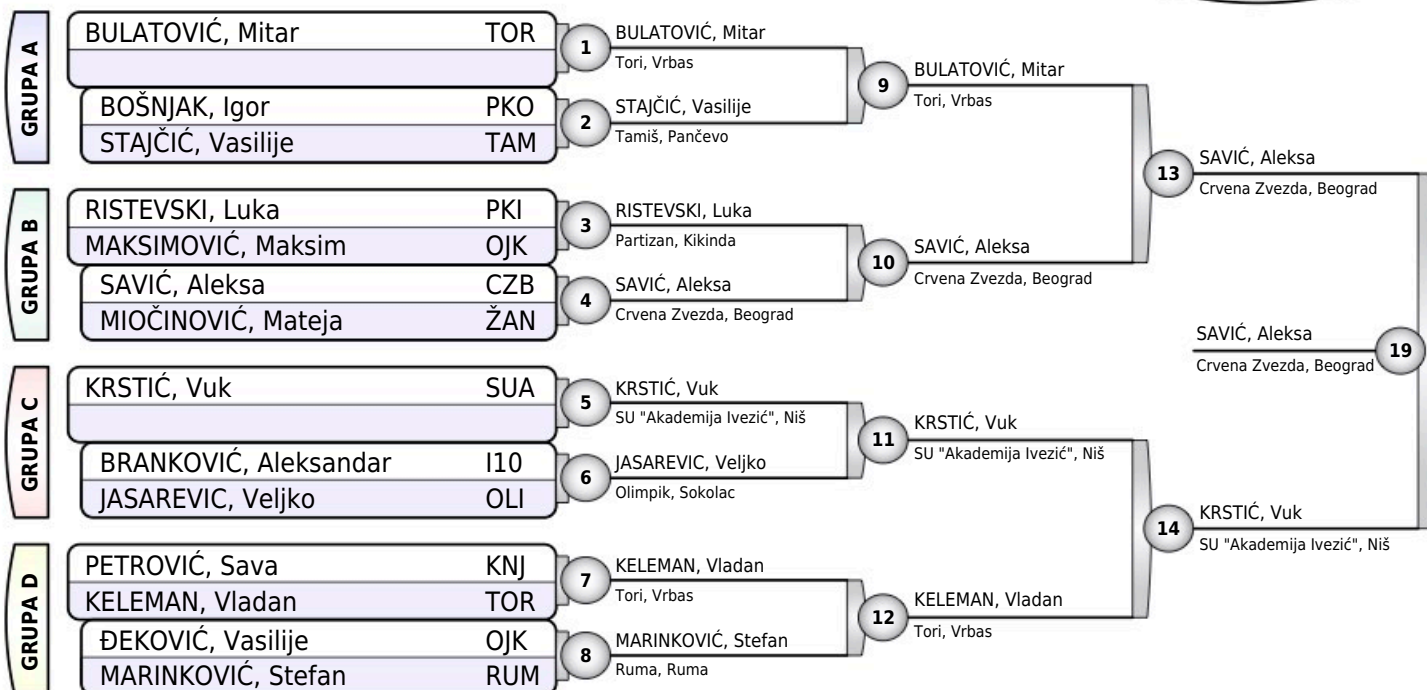 GRUPA A
BULATOVIĆ, Mitar TOR
BOŠNJAK, Igor PKO
STAJČIĆ, Vasilije TAM
GRUPA B
RISTEVSKI, Luka PKI
MAKSIMOVIĆ, Maksim OJK
SAVIĆ, Aleksa CZB
MIOČINOVIĆ, Mateja ŽAN
GRUPA C
KRSTIĆ, Vuk SUA
BRANKOVIĆ, Aleksandar I10
JASAREVIC, Veljko OLI
GRUPA D
PETROVIĆ, Sava KNJ
KELEMAN, Vladan TOR
ĐEKOVIĆ, Vasilije OJK
MARINKOVIĆ, Stefan RUM
1
BULATOVIĆ, Mitar
Tori, Vrbas
2
STAJČIĆ, Vasilije
Tamiš, Pančevo
3
RISTEVSKI, Luka
Partizan, Kikinda
4
SAVIĆ, Aleksa
Crvena Zvezda, Beograd
5
KRSTIĆ, Vuk
SU "Akademija Ivezić", Niš
6
JASAREVIC, Veljko
Olimpik, Sokolac
7
KELEMAN, Vladan
Tori, Vrbas
8
MARINKOVIĆ, Stefan
Ruma, Ruma
9
BULATOVIĆ, Mitar
Tori, Vrbas
10
SAVIĆ, Aleksa
Crvena Zvezda, Beograd
11
KRSTIĆ, Vuk
SU "Akademija Ivezić", Niš
12
KELEMAN, Vladan
Tori, Vrbas
13
SAVIĆ, Aleksa
Crvena Zvezda, Beograd
14
KRSTIĆ, Vuk
SU "Akademija Ivezić", Niš
SAVIĆ, Aleksa
Crvena Zvezda, Beograd
19